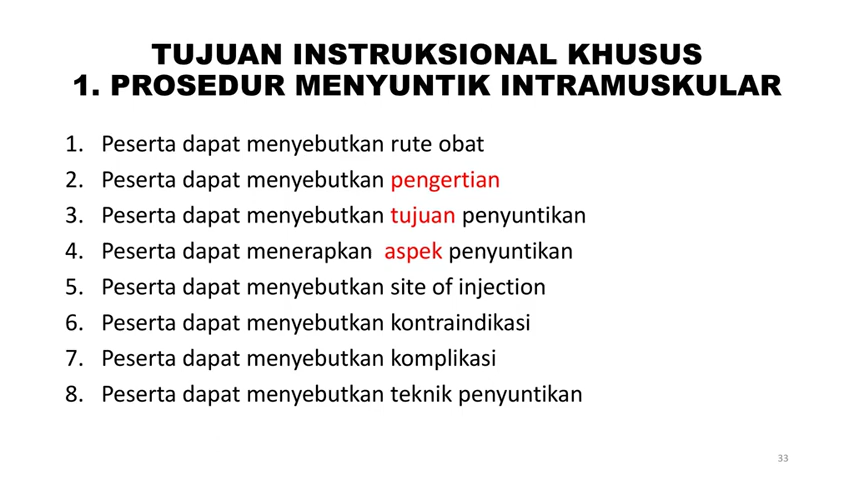 TUJUAN INSTRUKSIONAL KHUSUS
1. PROSEDUR MENYUNTIK INTRAMUSKULAR
1. Peserta dapat menyebutkan rute obat
2. Peserta dapat menyebutkan pengertian
3. Peserta dapat menyebutkan tujuan penyuntikan
4. Peserta dapat menerapkan aspek penyuntikan
5. Peserta dapat menyebutkan site of injection
6. Peserta dapat menyebutkan kontraindikasi
7. Peserta dapat menyebutkan komplikasi
8. Peserta dapat menyebutkan teknik penyuntikan
33